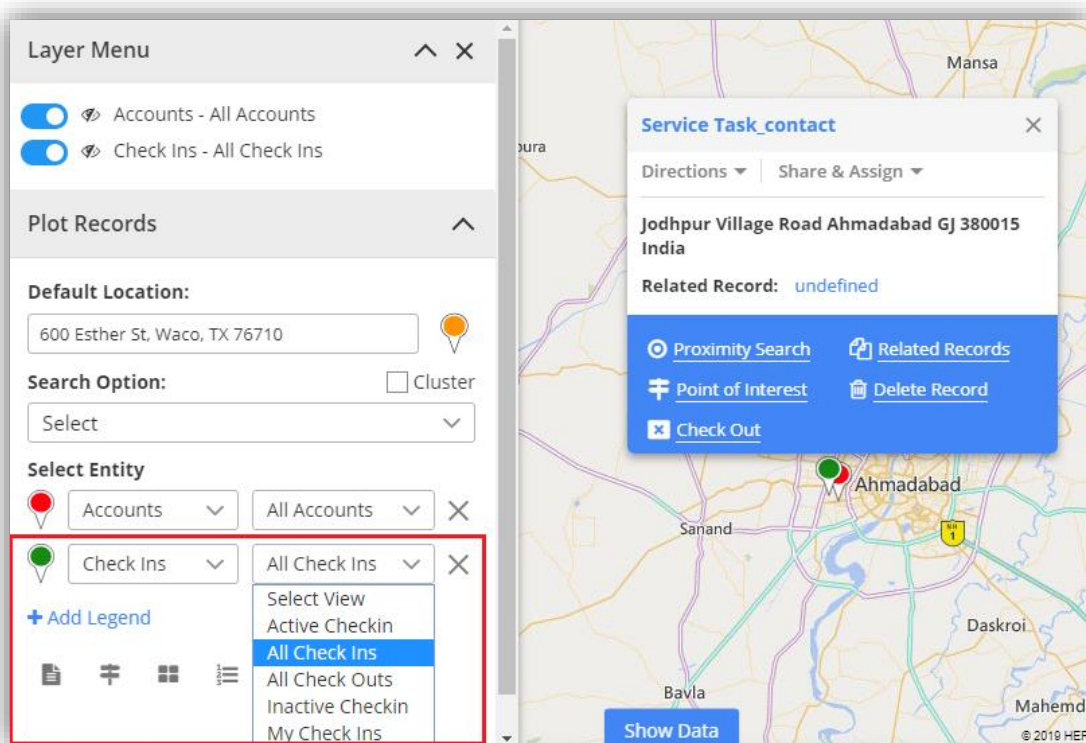 Layer Menu
Accounts - All Accounts
Check Ins - All Check Ins
Plot Records
Default Location:
600 Esther St, Waco, TX 76710
Search Option:
Cluster
Select
Select Entity
Accounts
All Accounts
Check Ins
All Check Ins
Select View
Active Checkin
All Check Ins
All Check Outs
Inactive Checkin
My Check Ins
+ Add Legend
Mansa
pura
Service Task_contact
Directions
Share & Assign
Jodhpur Village Road Ahmadabad GJ 380015
India
Related Record: undefined
Proximity Search
Related Records
Point of Interest
Delete Record
Check Out
Ahmadabad
Sanand
NH
1
Daskroi
Bavla
Mahemd
Show Data
© 2019 HER